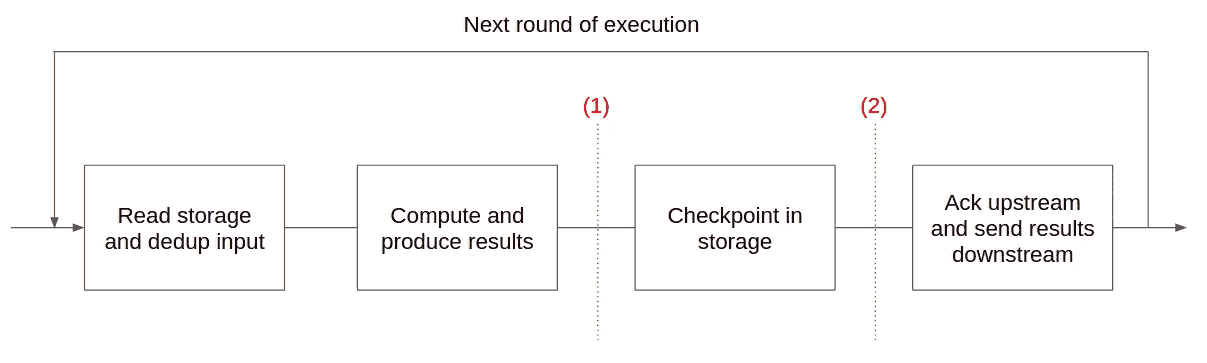 Next round of execution
(1)
(2)
Read storage
and dedup input
Compute and
produce results
Checkpoint in
storage
Ack upstream
and send results
downstream